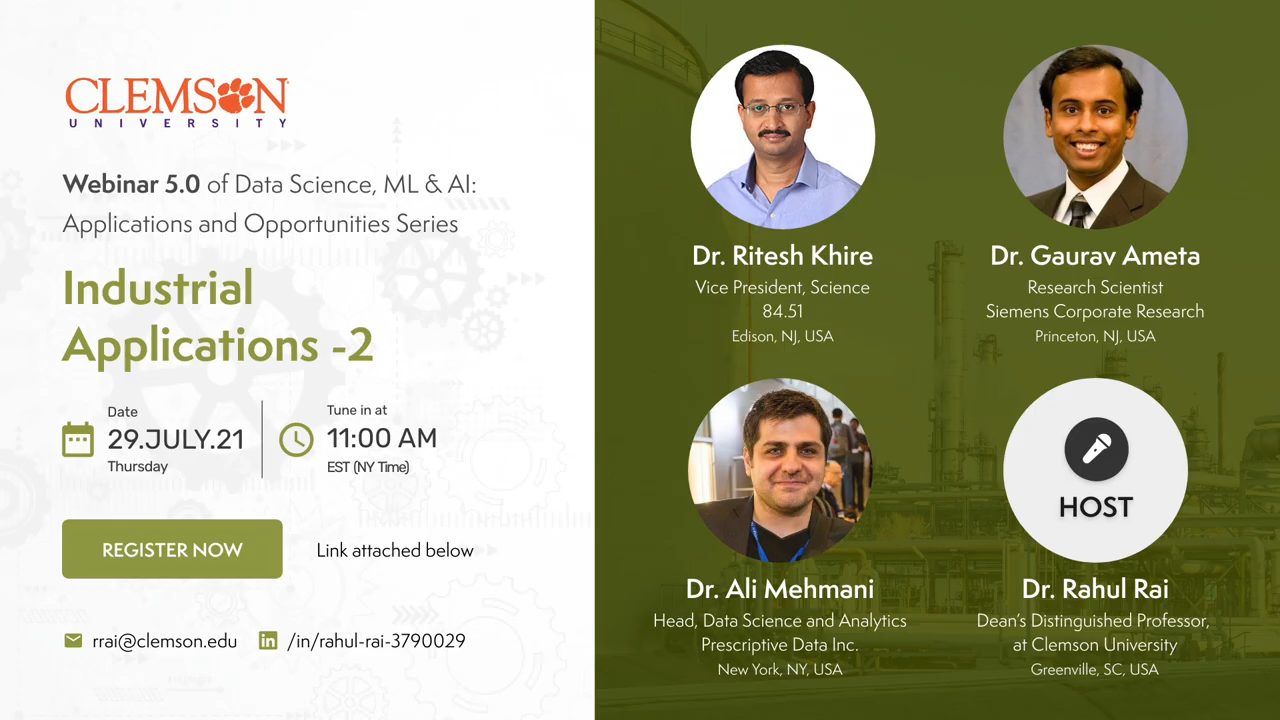 CLEMSON
UNIVERSITY
Webinar 5.0 of Data Science, ML & AI:
Applications and Opportunities Series
Industrial
Applications -2
Date
29.JULY.21
Thursday
Tune in at
11:00 AM
EST (NY Time)
REGISTER NOW
Link attached below
rrai@clemson.edu
in /in/rahul-rai-3790029
Dr. Ritesh Khire
Vice President, Science
84.51
Edison, NJ, USA
Dr. Gaurav Ameta
Research Scientist
Siemens Corporate Research
Princeton, NJ, USA
Dr. Ali Mehmani
Head, Data Science and Analytics
Prescriptive Data Inc.
New York, NY, USA
HOST
Dr. Rahul Rai
Dean's Distinguished Professor,
at Clemson University
Greenville, SC, USA